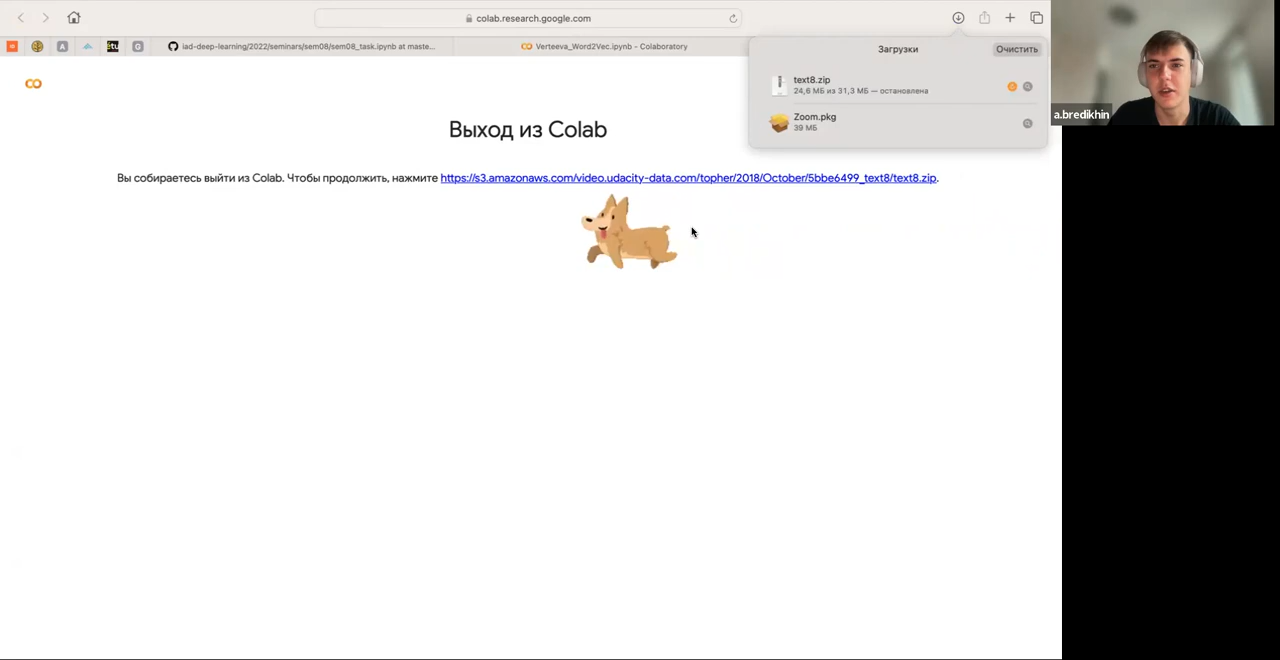 colab.research.google.com
iad-deep-learning/2022/seminars/sem08/sem08_task.ipynb at maste...
Verteeva_Word2Vec.ipynb - Colaboratory
A
etu
Загрузки
Очистить
text8.zip
24,6 МБ из 31,3 МБ — остановлена
Zoom.pkg
39 МБ
a.bredikhin
Выход из Colab
Вы собираетесь выйти из Colab. Чтобы продолжить, нажмите https://s3.amazonaws.com/video.udacity-data.com/topher/2018/October/5bbe6499_text8/text8.zip.